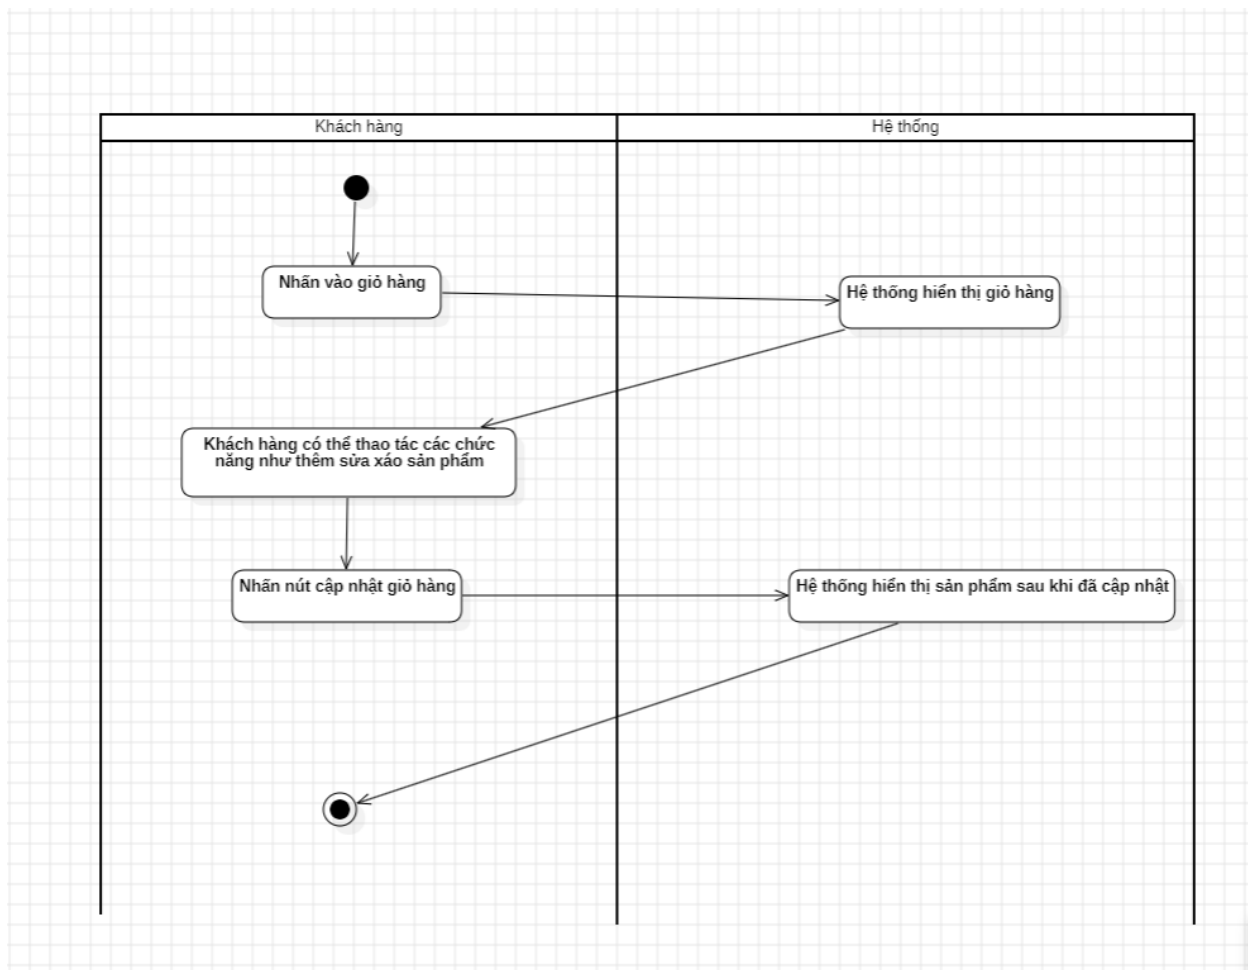 Khách hàng
Hệ thống
Nhấn vào giỏ hàng
Hệ thống hiển thị giỏ hàng
Khách hàng có thể thao tác các chức
năng như thêm sửa xáo sản phẩm
Nhấn nút cập nhật giỏ hàng
Hệ thống hiển thị sản phẩm sau khi đã cập nhật